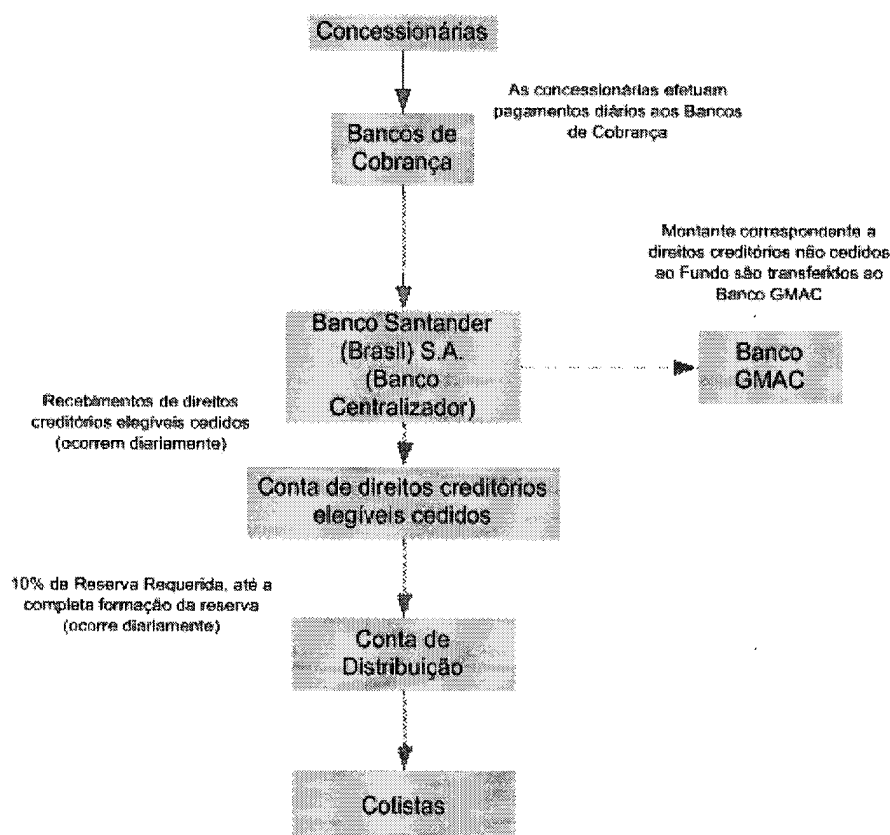 Concessionárias
As concessionárias efetuam
pagamentos diários aos Bancos
de Cobrança
Bancos de
Cobrança
Montante correspondente a
direitos creditórios não cedidos
ao Fundo são transferidos ao
Banco GMAC
Banco Santander
(Brasil) S.A.
(Banco
Centralizador)
Banco
GMAC
Recebimentos de direitos
creditórios elegíveis cedidos
(ocorrem diariamente)
Conta de direitos creditórios
elegíveis cedidos
10% da Reserva Requerida, até a
completa formação da reserva
(ocorre diariamente)
Conta de
Distribuição
Cotistas